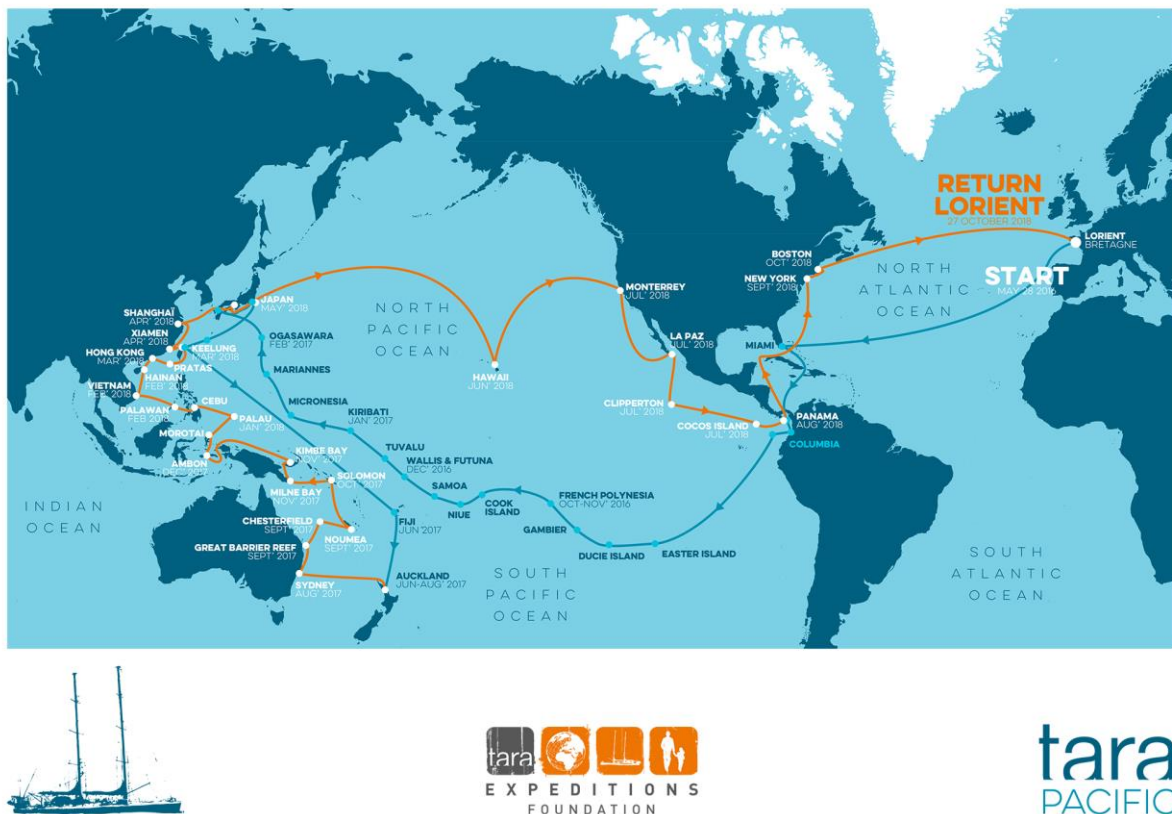 RETURN
LORIENT
27 OCTOBER 2018
LORIENT
BRETAGNE
START
MAY 28 2016
BOSTON
OCT' 2018
NEW YORK
SEPT' 2018
NORTH
ATLANTIC
OCEAN
MIAMI
MONTERREY
JUL' 2018
LA PAZ
JUL' 2018
CLIPPERTON
JUL' 2018
COCOS ISLAND
JUL' 2018
PANAMA
AUG' 2018
COLUMBIA
NORTH
PACIFIC
OCEAN
HAWAII
JUN' 2018
JAPAN
MAY' 2018
SHANGHAÏ
APR' 2018
XIAMEN
APR' 2018
KEELUNG
MAR' 2018
HONG KONG
MAR' 2018
PRATAS
HAINAN
FEB' 2018
VIETNAM
FEB' 2018
CEBU
PALAWAN
FEB 2018
PALAU
JAN' 2018
MOROTAI
AMBON
DEC' 2017
OGASAWARA
FEB' 2017
MARIANNES
MICRONESIA
KIRIBATI
JAN' 2017
TUVALU
WALLIS & FUTUNA
DEC' 2016
SAMOA
NIUE
COOK
ISLAND
FRENCH POLYNESIA
OCT-NOV' 2016
GAMBIER
DUCIE ISLAND
EASTER ISLAND
KIMBE BAY
NOV' 2017
MILNE BAY
NOV' 2017
SOLOMON
OCT' 2017
CHESTERFIELD
SEPT' 2017
NOUMEA
SEPT' 2017
GREAT BARRIER REEF
SEPT' 2017
SYDNEY
AUG' 2017
FIJI
JUN' 2017
AUCKLAND
JUN-AUG' 2017
INDIAN
OCEAN
SOUTH
PACIFIC
OCEAN
SOUTH
ATLANTIC
OCEAN
tara
EXPEDITIONS
FOUNDATION
tara
PACIFIC